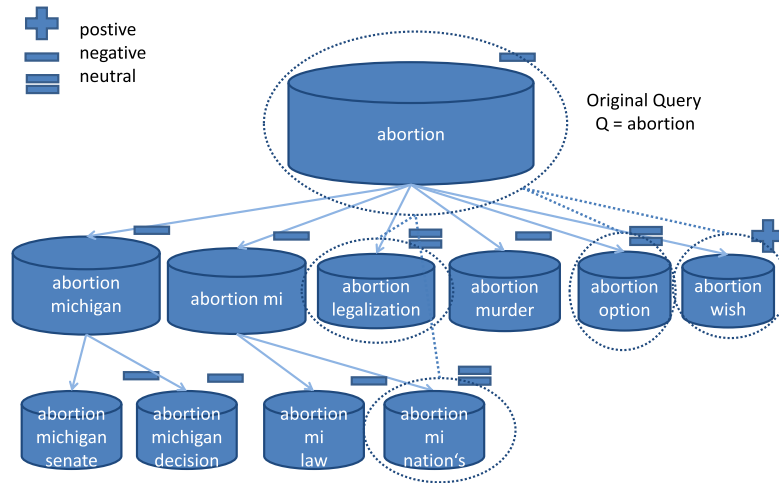 postive
negative
neutral
Original Query
Q = abortion
abortion
abortion
michigan
abortion mi
abortion
legalization
abortion
murder
abortion
option
abortion
wish
abortion
michigan
senate
abortion
michigan
decision
abortion
mi
law
abortion
mi
nation‘s